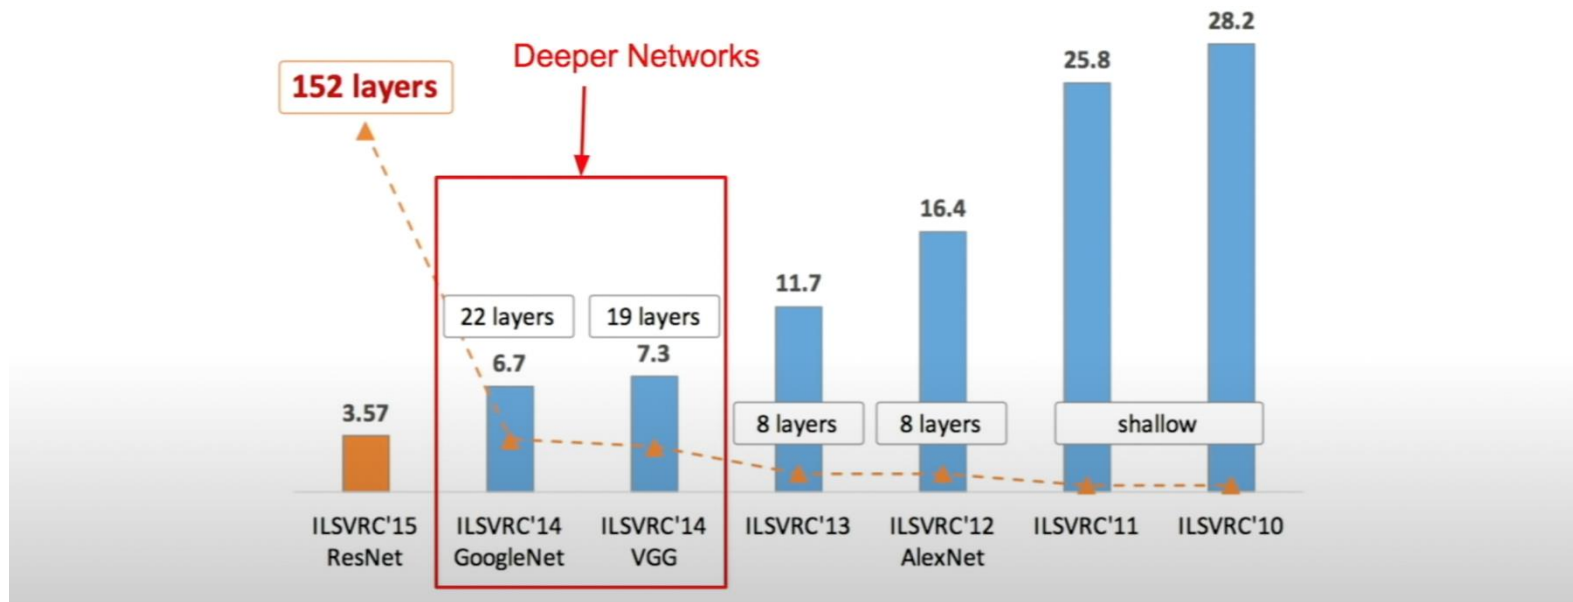 Deeper Networks
152 layers
28.2
25.8
16.4
11.7
22 layers
19 layers
6.7
7.3
3.57
8 layers
8 layers
shallow
ILSVRC'15
ResNet
ILSVRC'14
GoogleNet
ILSVRC'14
VGG
ILSVRC'13
ILSVRC'12
AlexNet
ILSVRC'11
ILSVRC'10